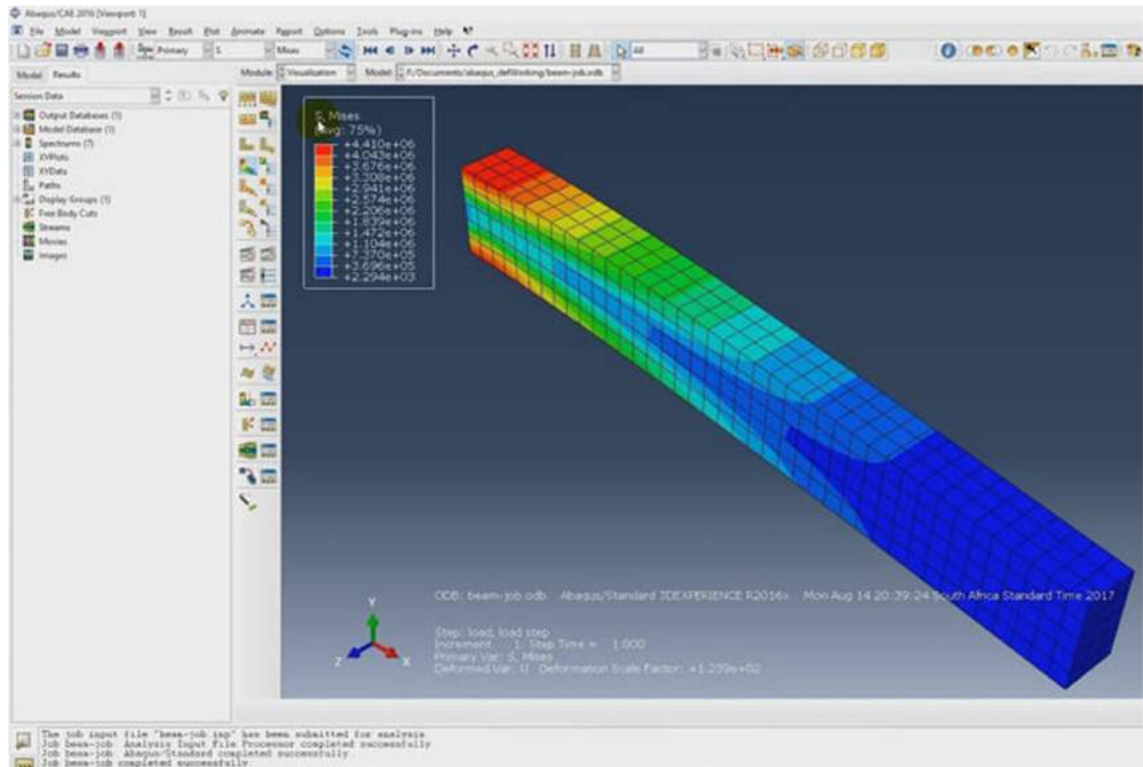 Abaqus/CAE 2016 [Viewport: 1]
File Model Viewport View Result Plot Animate Report Options Tools Plug-ins Help
Primary S Mises All
Model Results Module: Visualization Model: F:/Documents/abaqus_def/Working/beam-job.odb
Session Data
Output Databases (1)
Model Database (1)
Spectrums (7)
XYPlots
XYData
Paths
Display Groups (1)
Free Body Cuts
Streams
Movies
Images
S, Mises
(Avg: 75%)
+4.410e+06
+4.043e+06
+3.676e+06
+3.308e+06
+2.941e+06
+2.574e+06
+2.206e+06
+1.839e+06
+1.472e+06
+1.104e+06
+7.370e+05
+3.696e+05
+2.294e+03
Y
Z X
ODB: beam-job.odb Abaqus/Standard 3DEXPERIENCE R2016x Mon Aug 14 20:39:24 South Africa Standard Time 2017
Step: load, load step
Increment 1: Step Time = 1.000
Primary Var: S, Mises
Deformed Var: U Deformation Scale Factor: +1.239e+02
The job input file "beam-job.inp" has been submitted for analysis.
Job beam-job: Analysis Input File Processor completed successfully
Job beam-job: Abaqus/Standard completed successfully
Job beam-job completed successfully